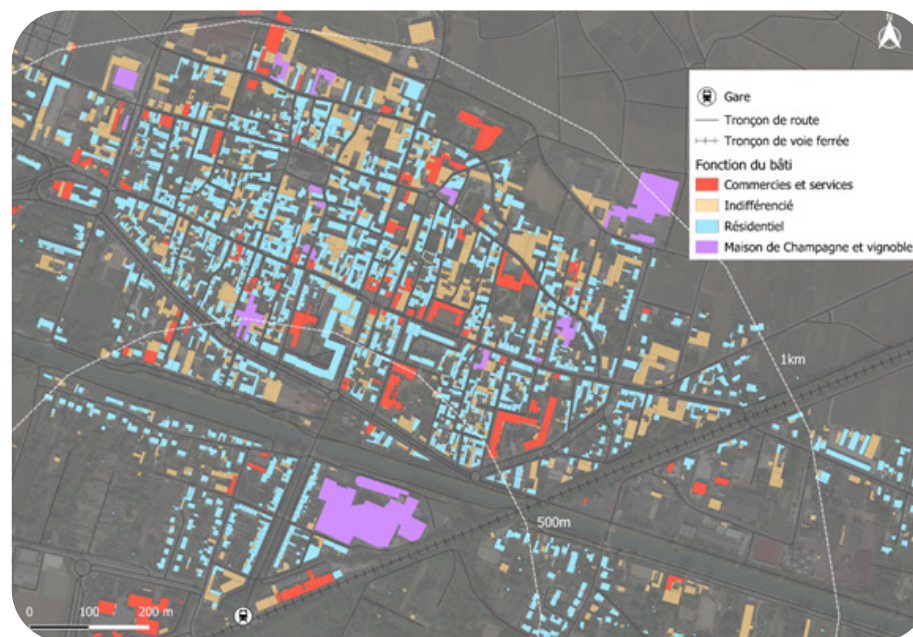 N
Gare
Tronçon de route
Tronçon de voie ferrée
Fonction du bâti
Commerces et services
Indifférencié
Résidentiel
Maison de Champagne et vignoble
1km
500m
0 100 200 m